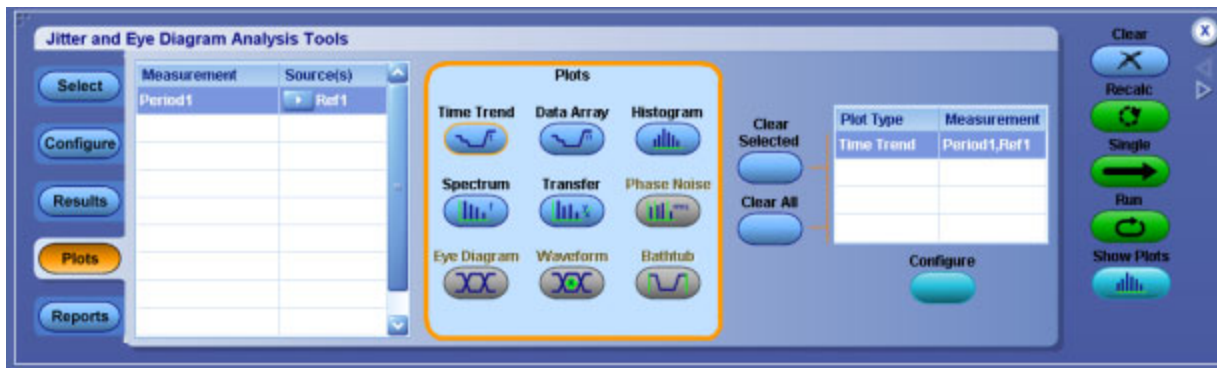 Jitter and Eye Diagram Analysis Tools
Select
Configure
Results
Plots
Reports
Measurement Source(s)
Period1 Ref1
Plots
Time Trend Data Array Histogram
Spectrum Transfer Phase Noise
Eye Diagram Waveform Bathtub
Clear Selected
Clear All
Plot Type Measurement
Time Trend Period1,Ref1
Configure
Clear
X
Recalc
Single
Run
Show Plots